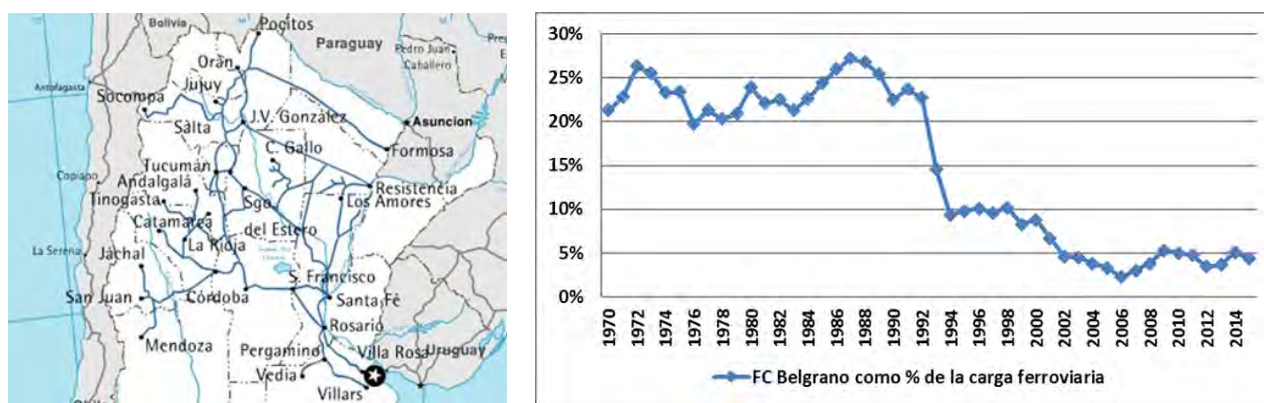 Bolivia
Pocitos
Paraguay
Pedro Juan
Caballero
Orán
Jujuy
Antofagasta
Socompa
J.V. González
Asuncion
Salta
C. Gallo
Formosa
Tucumán
Copiapo
Andalgalá
Resistencia
Tinogasta
Sgo.
Los Amores
Catamarca
del Estero
La Serena
La Rioja
Jáchal
S. Francisco
San Juan
Córdoba
Santa Fé
Rosario
Mendoza
Pergamino
Villa Rosa
Uruguay
Vedia
Villars
30%
25%
20%
15%
10%
5%
0%
1970
1972
1974
1976
1978
1980
1982
1984
1986
1988
1990
1992
1994
1996
1998
2000
2002
2004
2006
2008
2010
2012
2014
FC Belgrano como % de la carga ferroviaria